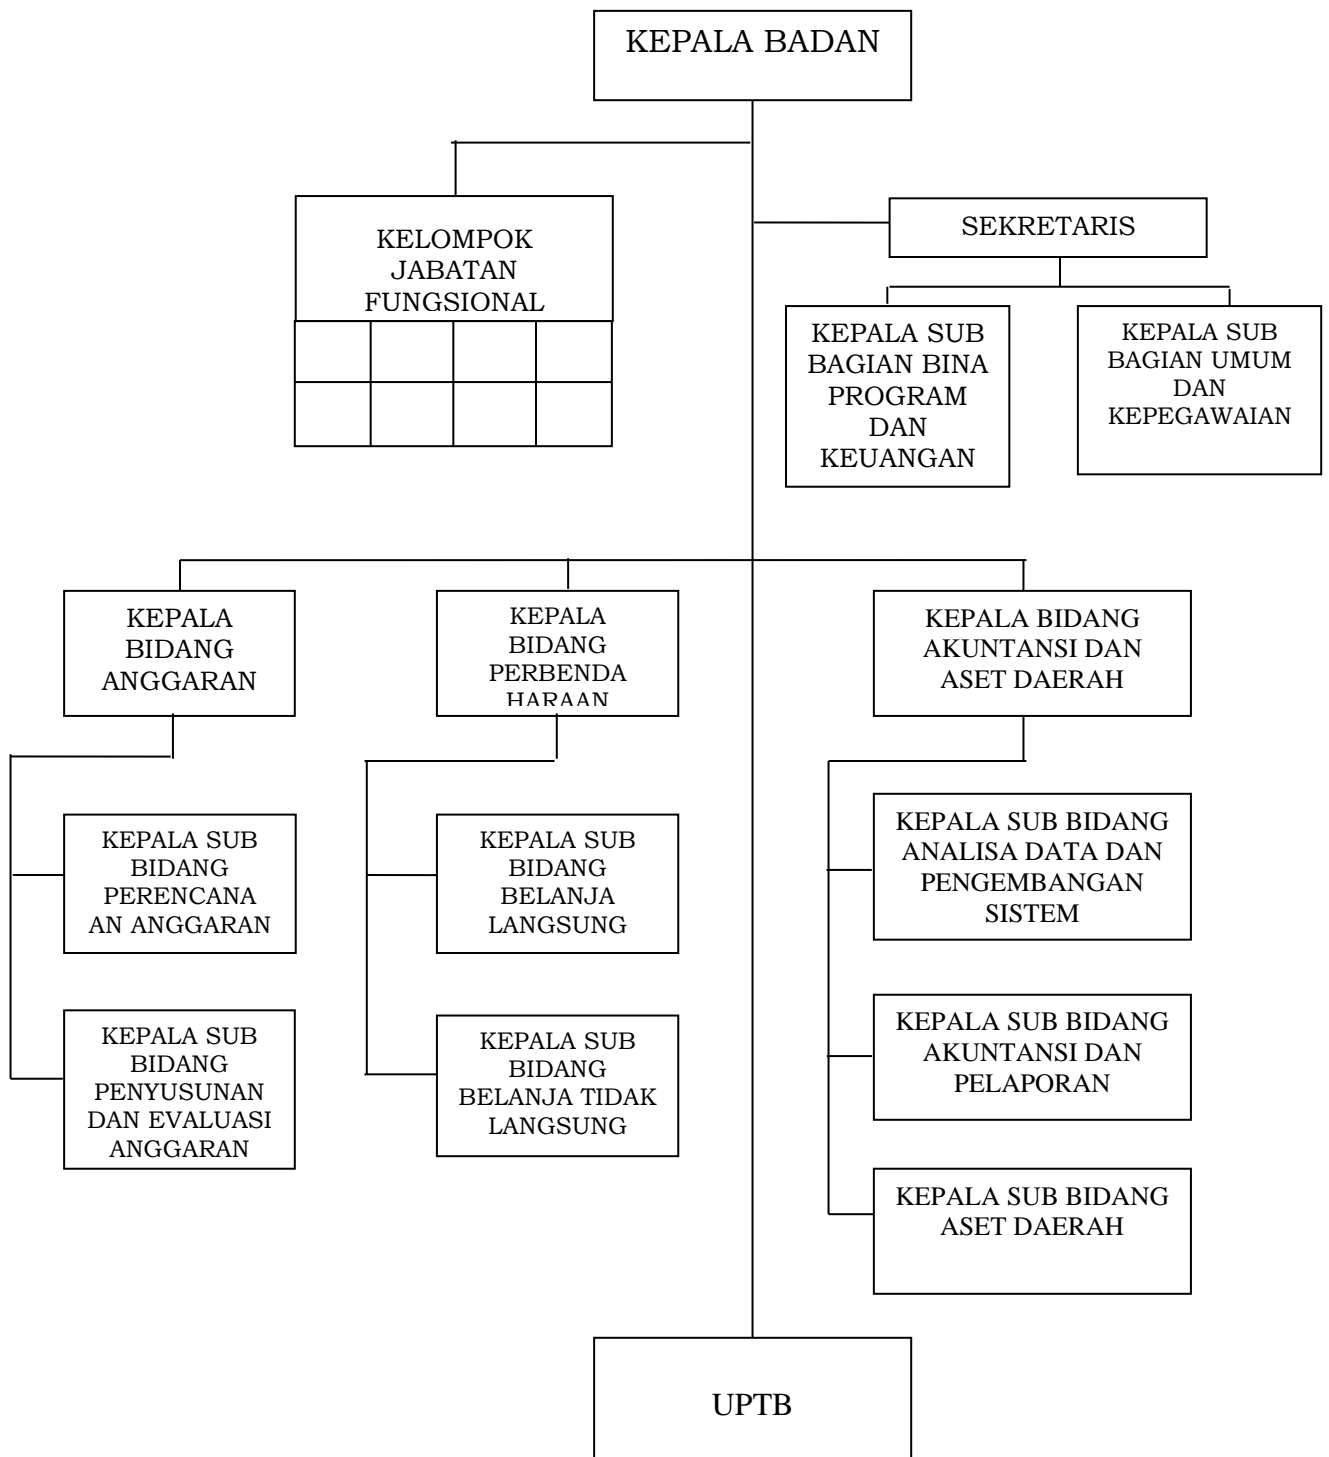 KEPALA BADAN
KELOMPOK
JABATAN
FUNGSIONAL
SEKRETARIS
KEPALA SUB
BAGIAN BINA
PROGRAM
DAN
KEUANGAN
KEPALA SUB
BAGIAN UMUM
DAN
KEPEGAWAIAN
KEPALA
BIDANG
ANGGARAN
KEPALA
BIDANG
PERBENDA
HARAAN
KEPALA BIDANG
AKUNTANSI DAN
ASET DAERAH
KEPALA SUB
BIDANG
PERENCANA
AN ANGGARAN
KEPALA SUB
BIDANG
BELANJA
LANGSUNG
KEPALA SUB BIDANG
ANALISA DATA DAN
PENGEMBANGAN
SISTEM
KEPALA SUB
BIDANG
PENYUSUNAN
DAN EVALUASI
ANGGARAN
KEPALA SUB
BIDANG
BELANJA TIDAK
LANGSUNG
KEPALA SUB BIDANG
AKUNTANSI DAN
PELAPORAN
KEPALA SUB BIDANG
ASET DAERAH
UPTB